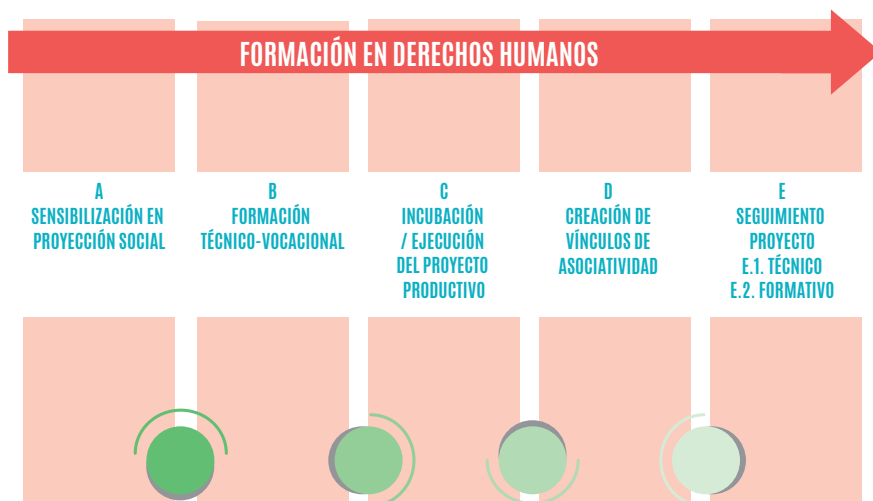 FORMACIÓN EN DERECHOS HUMANOS
A
SENSIBILIZACIÓN EN
PROYECCIÓN SOCIAL
B
FORMACIÓN
TÉCNICO-VOCACIONAL
C
INCUBACIÓN
/ EJECUCIÓN
DEL PROYECTO
PRODUCTIVO
D
CREACIÓN DE
VÍNCULOS DE
ASOCIATIVIDAD
E
SEGUIMIENTO
PROYECTO
E.1. TÉCNICO
E.2. FORMATIVO